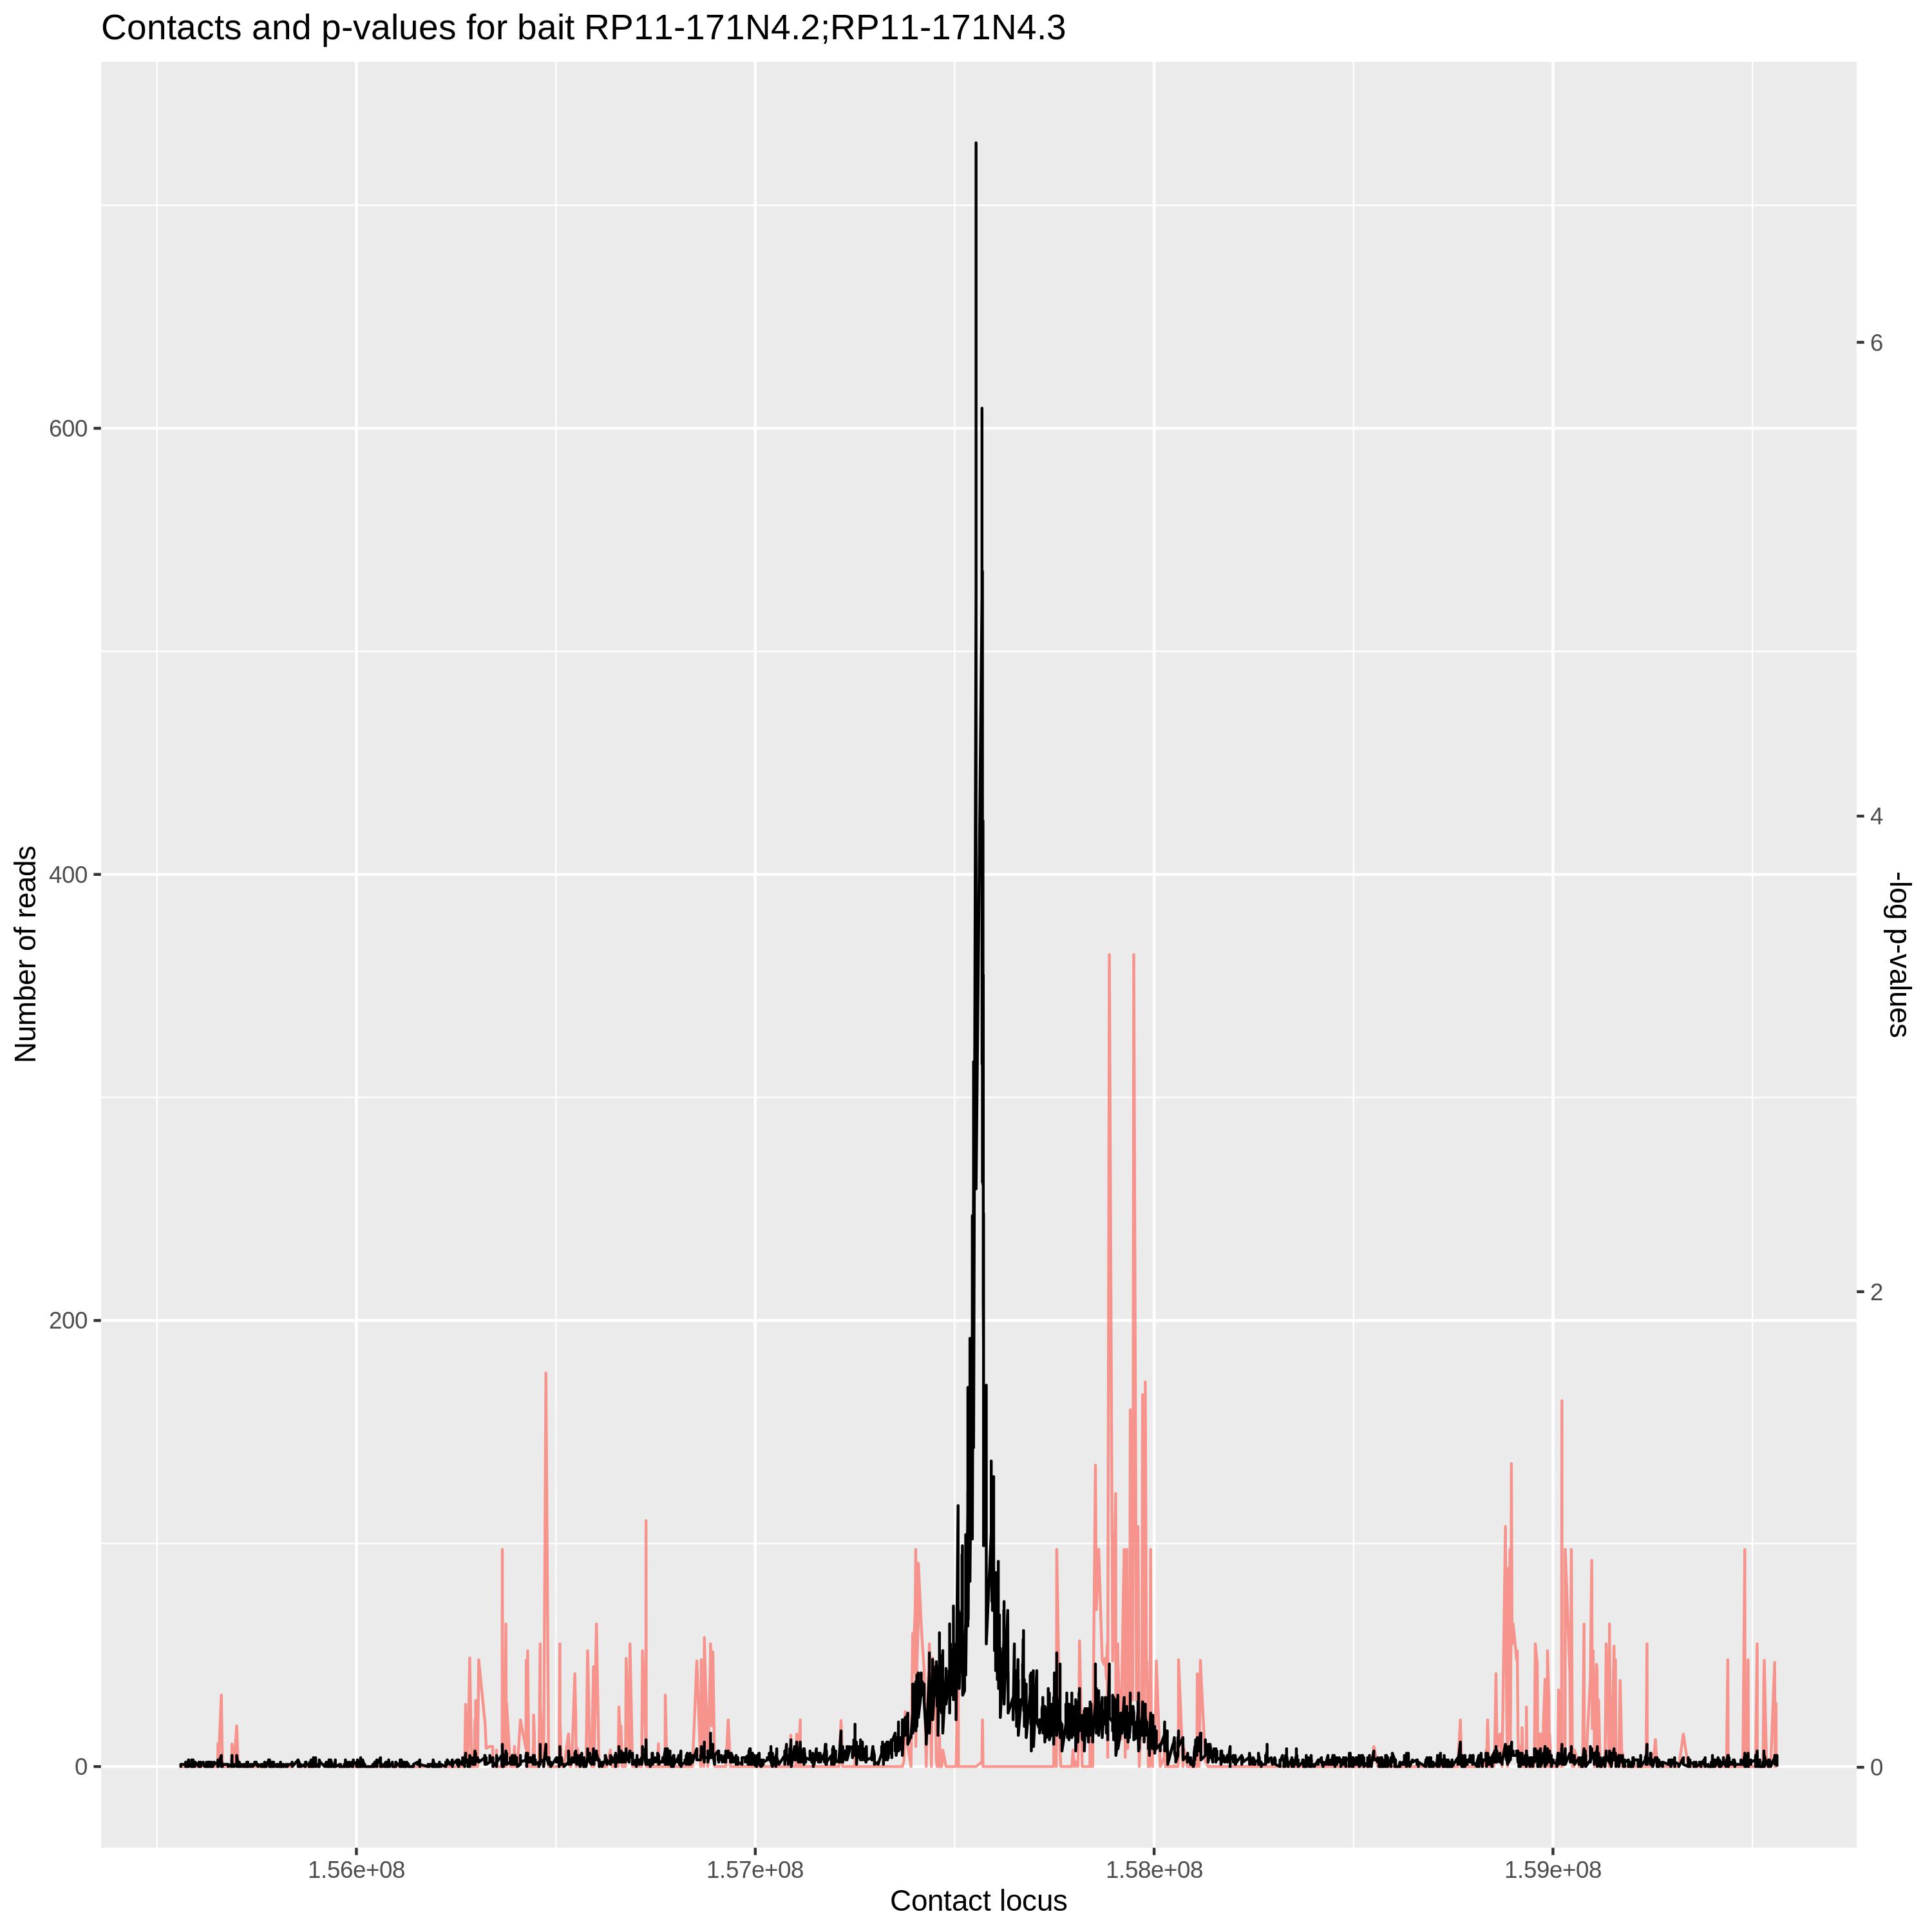 Contacts and p-values for bait RP11-171N4.2;RP11-171N4.3
Number of reads
600
400
200
0
6
4
2
0
-log p-values
1.56e+08
1.57e+08
1.58e+08
1.59e+08
Contact locus